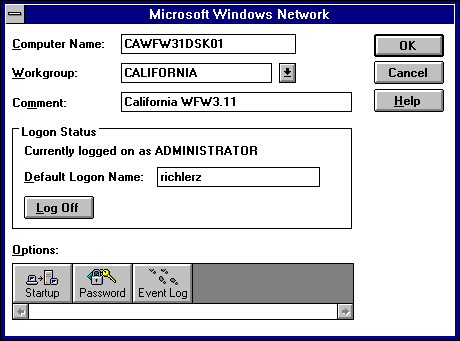 Microsoft Windows Network
Computer Name: CAWFW31DSK01
OK
Workgroup: CALIFORNIA
Cancel
Comment: California WFW3.11
Help
Logon Status
Currently logged on as ADMINISTRATOR
Default Logon Name: richlerz
Log Off
Options:
Startup Password Event Log